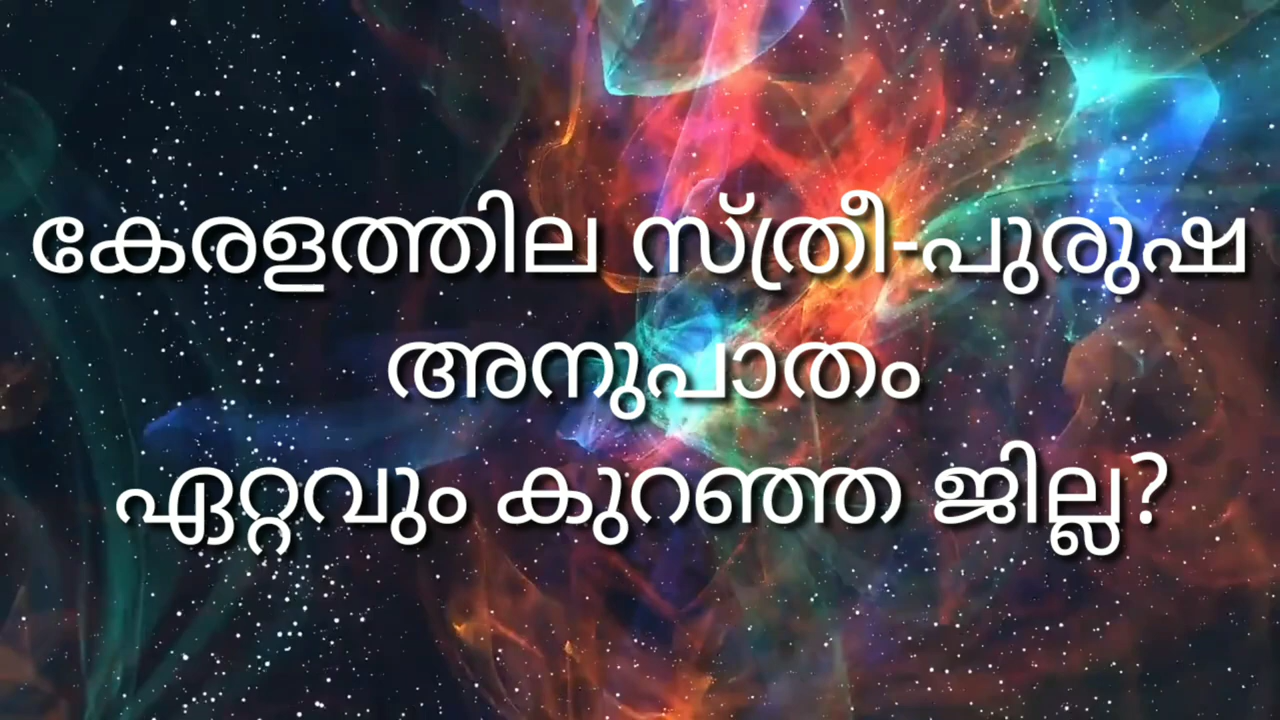 കേരളത്തില സ്ത്രീ-പുരുഷ
അനുപാതം
ഏറ്റവും കുറഞ്ഞ ജില്ല?